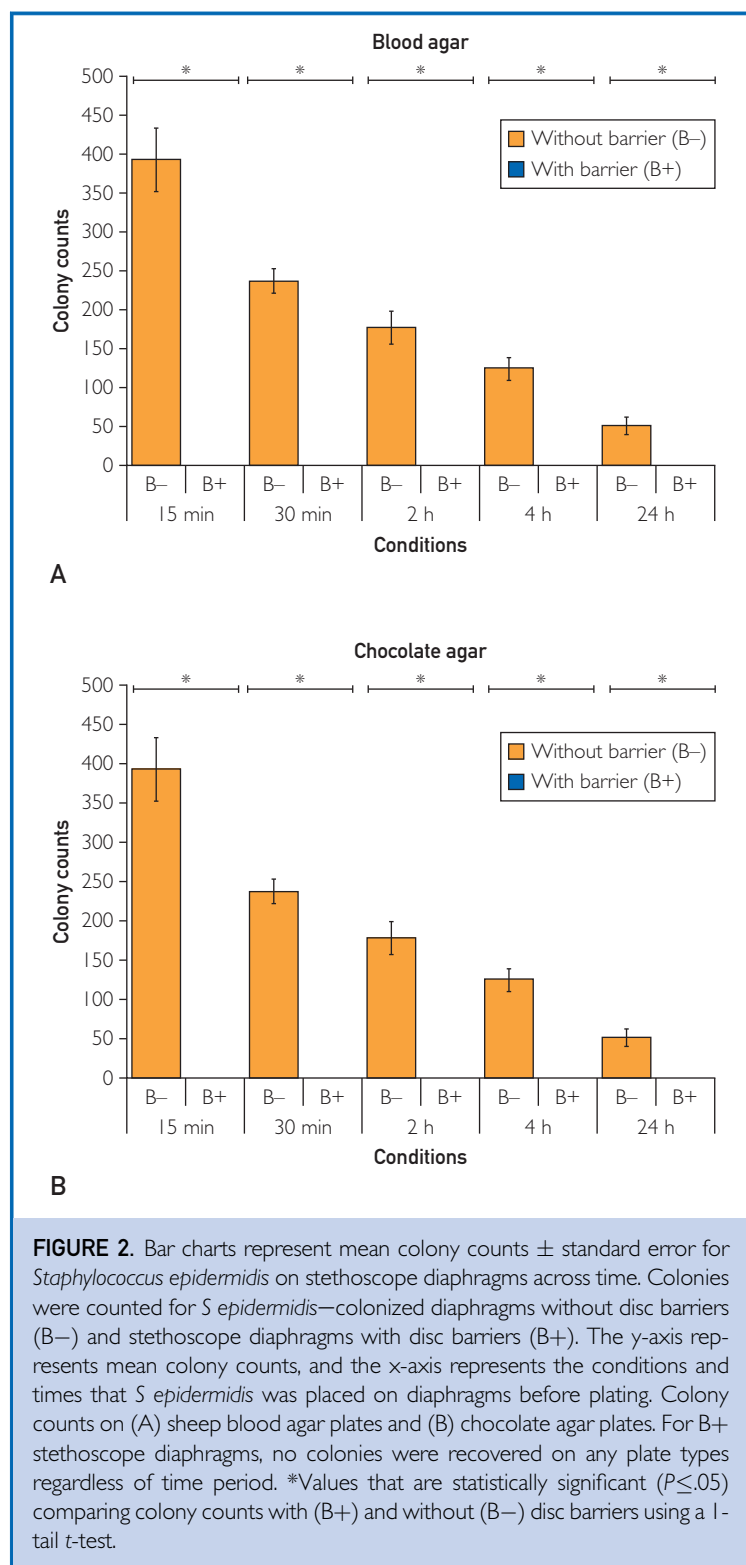 Blood agar
500
450
400
350
300
250
200
150
100
50
0
Colony counts
* * * * *
Without barrier (B–)
With barrier (B+)
B– B+ B– B+ B– B+ B– B+ B– B+
15 min 30 min 2 h 4 h 24 h
Conditions
A
Chocolate agar
500
450
400
350
300
250
200
150
100
50
0
Colony counts
* * * * *
Without barrier (B–)
With barrier (B+)
B– B+ B– B+ B– B+ B– B+ B– B+
15 min 30 min 2 h 4 h 24 h
Conditions
B
FIGURE 2. Bar charts represent mean colony counts ± standard error for
Staphylococcus epidermidis on stethoscope diaphragms across time. Colonies
were counted for S epidermidis–colonized diaphragms without disc barriers
(B–) and stethoscope diaphragms with disc barriers (B+). The y-axis rep-
resents mean colony counts, and the x-axis represents the conditions and
times that S epidermidis was placed on diaphragms before plating. Colony
counts on (A) sheep blood agar plates and (B) chocolate agar plates. For B+
stethoscope diaphragms, no colonies were recovered on any plate types
regardless of time period. *Values that are statistically significant (P≤.05)
comparing colony counts with (B+) and without (B–) disc barriers using a 1-
tail t-test.